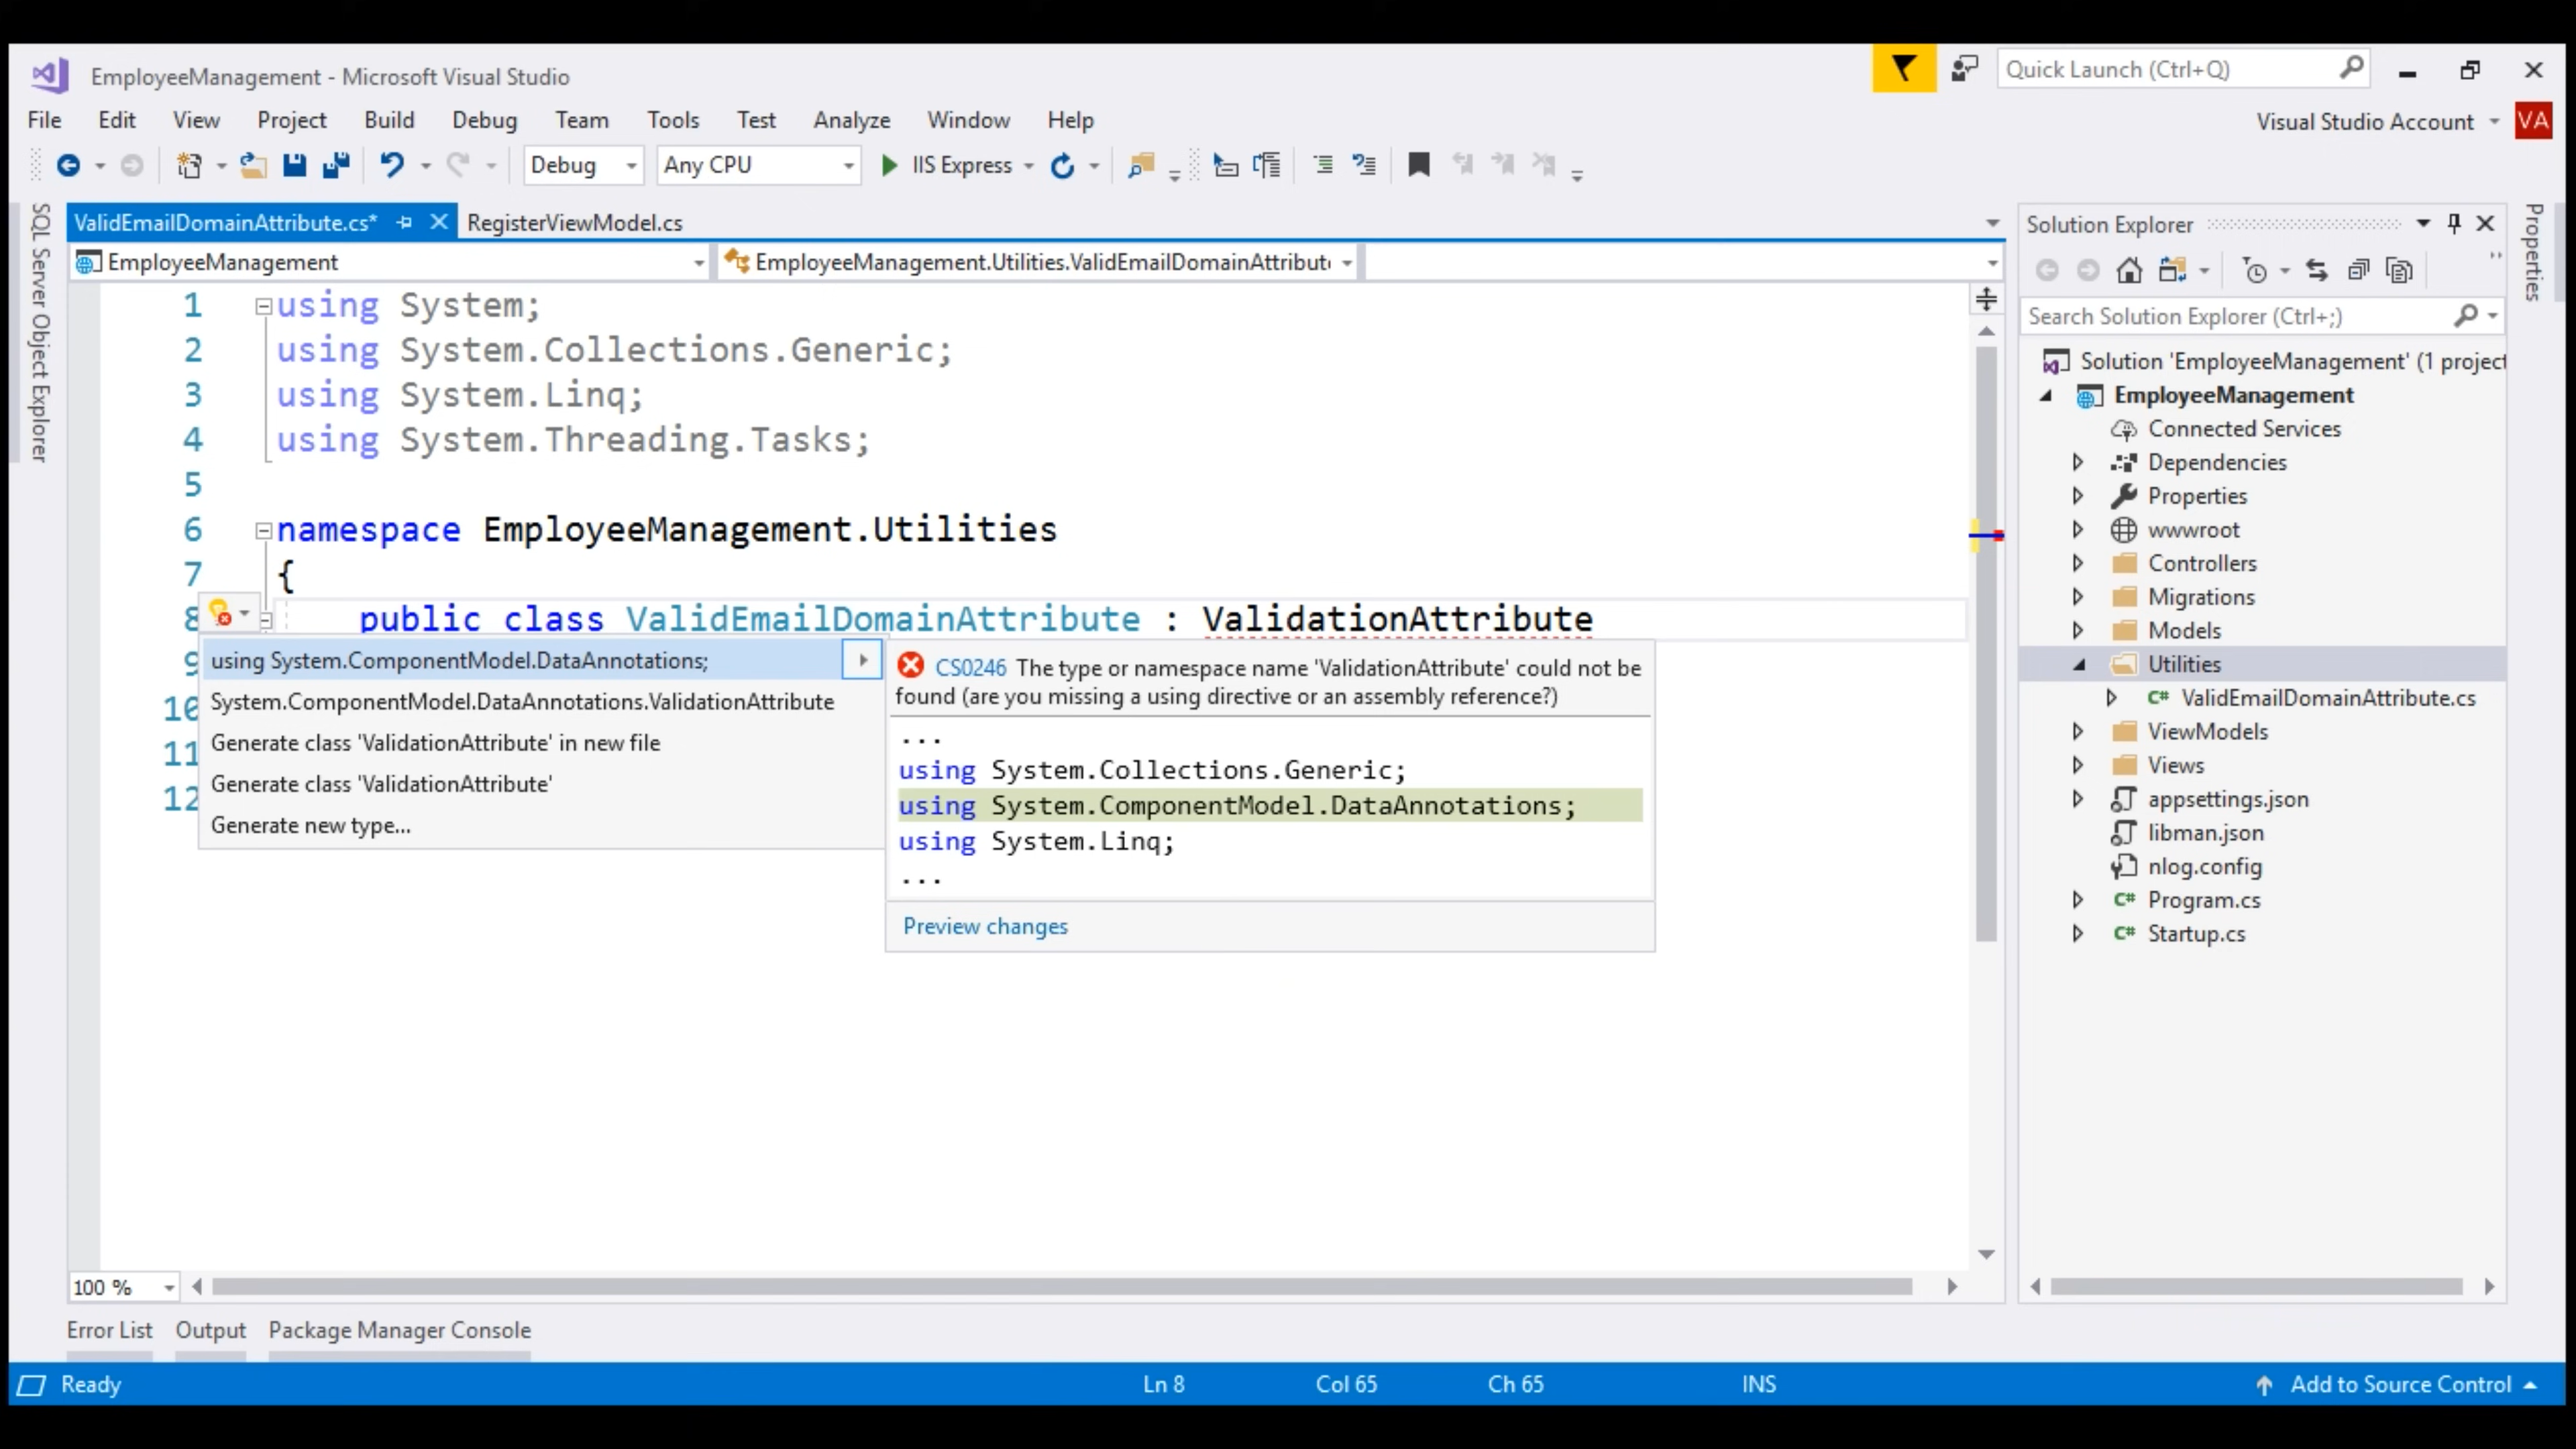 EmployeeManagement - Microsoft Visual Studio
Quick Launch (Ctrl+Q)
File Edit View Project Build Debug Team Tools Test Analyze Window Help
Visual Studio Account VA
Debug Any CPU IIS Express
SQL Server Object Explorer
ValidEmailDomainAttribute.cs* RegisterViewModel.cs
EmployeeManagement EmployeeManagement.Utilities.ValidEmailDomainAttribut
1 using System;
2 using System.Collections.Generic;
3 using System.Linq;
4 using System.Threading.Tasks;
5
6 namespace EmployeeManagement.Utilities
7 {
8 public class ValidEmailDomainAttribute : ValidationAttribute
9
10
11
12
using System.ComponentModel.DataAnnotations;
System.ComponentModel.DataAnnotations.ValidationAttribute
Generate class 'ValidationAttribute' in new file
Generate class 'ValidationAttribute'
Generate new type...
CS0246 The type or namespace name 'ValidationAttribute' could not be
found (are you missing a using directive or an assembly reference?)
...
using System.Collections.Generic;
using System.ComponentModel.DataAnnotations;
using System.Linq;
...
Preview changes
Solution Explorer
Search Solution Explorer (Ctrl+;)
Solution 'EmployeeManagement' (1 project
EmployeeManagement
Connected Services
Dependencies
Properties
wwwroot
Controllers
Migrations
Models
Utilities
C# ValidEmailDomainAttribute.cs
ViewModels
Views
appsettings.json
libman.json
nlog.config
C# Program.cs
C# Startup.cs
Properties
100 %
Error List Output Package Manager Console
Ready Ln 8 Col 65 Ch 65 INS Add to Source Control